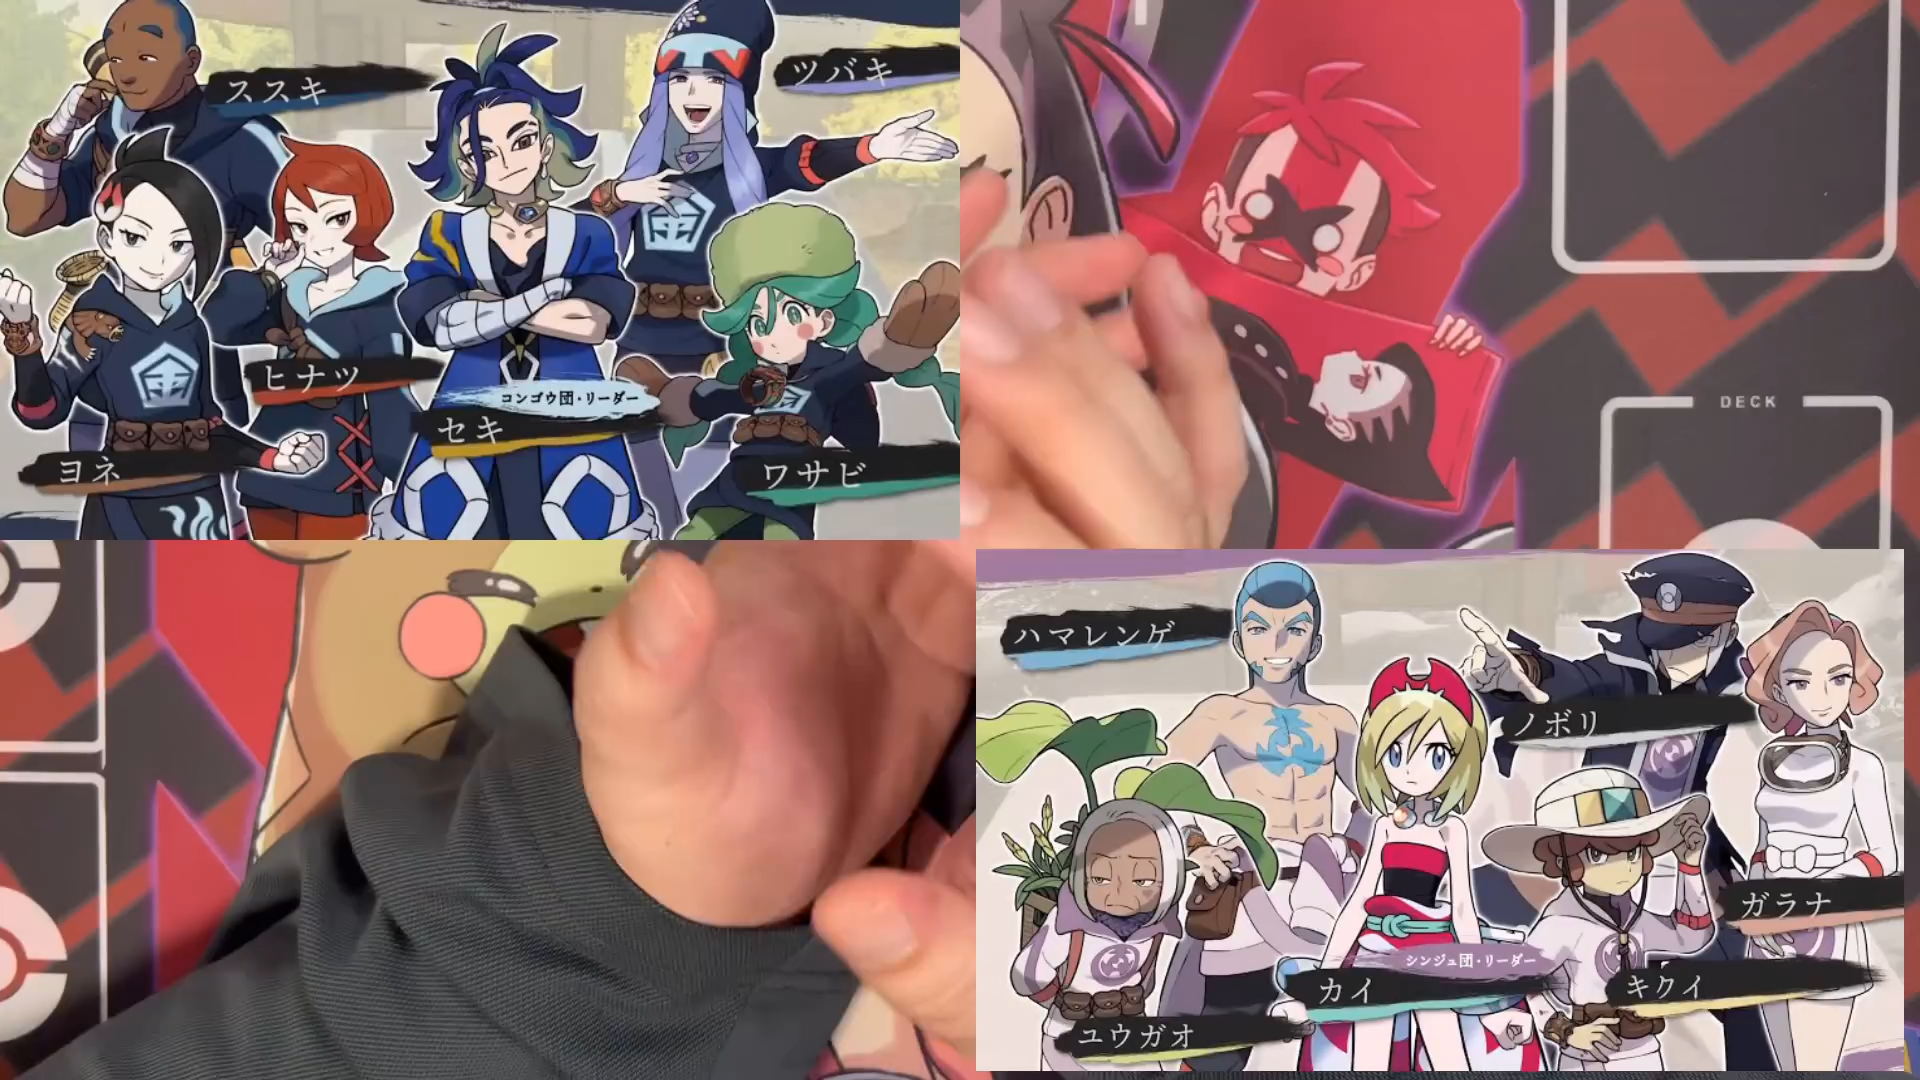 ススキ
ツバキ
ヒナツ
コンゴウ団・リーダー
セキ
ヨネ
ワサビ
DECK
ハマレンゲ
ノボリ
ガラナ
シンジュ団・リーダー
カイ
キクイ
ユウガオ